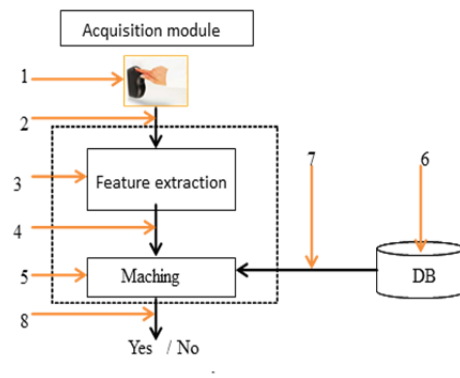 Acquisition module
1
2
3
Feature extraction
7
6
4
5
Maching
DB
8
Yes / No